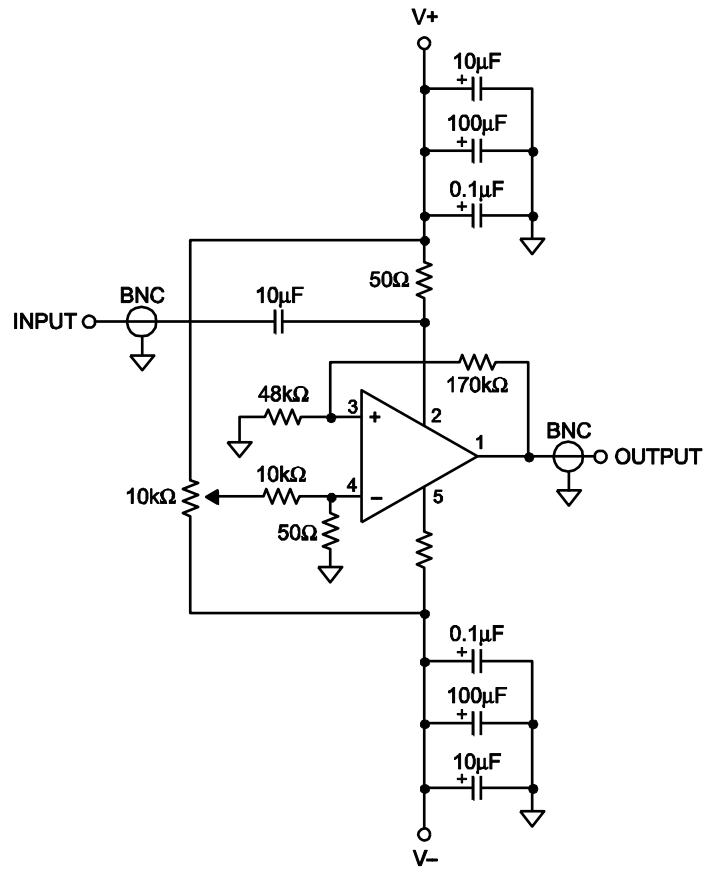 V+
10μF
+
100μF
+
0.1μF
+
50Ω
BNC
10μF
INPUT
170kΩ
48kΩ
3
+
2
1
BNC
OUTPUT
10kΩ
10kΩ
4
−
5
50Ω
0.1μF
+
100μF
+
10μF
+
V−